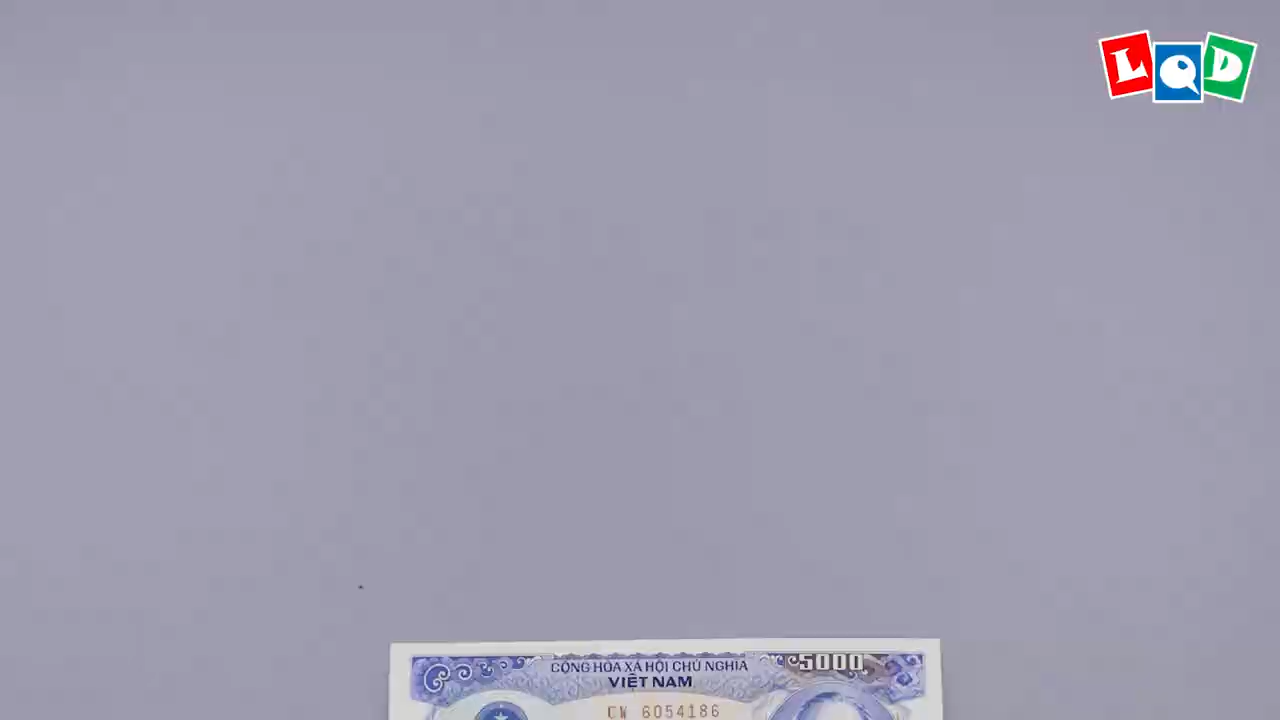 LQD
CỘNG HÒA XÃ HỘI CHỦ NGHĨA
5000
VIỆT NAM
CW 6054186